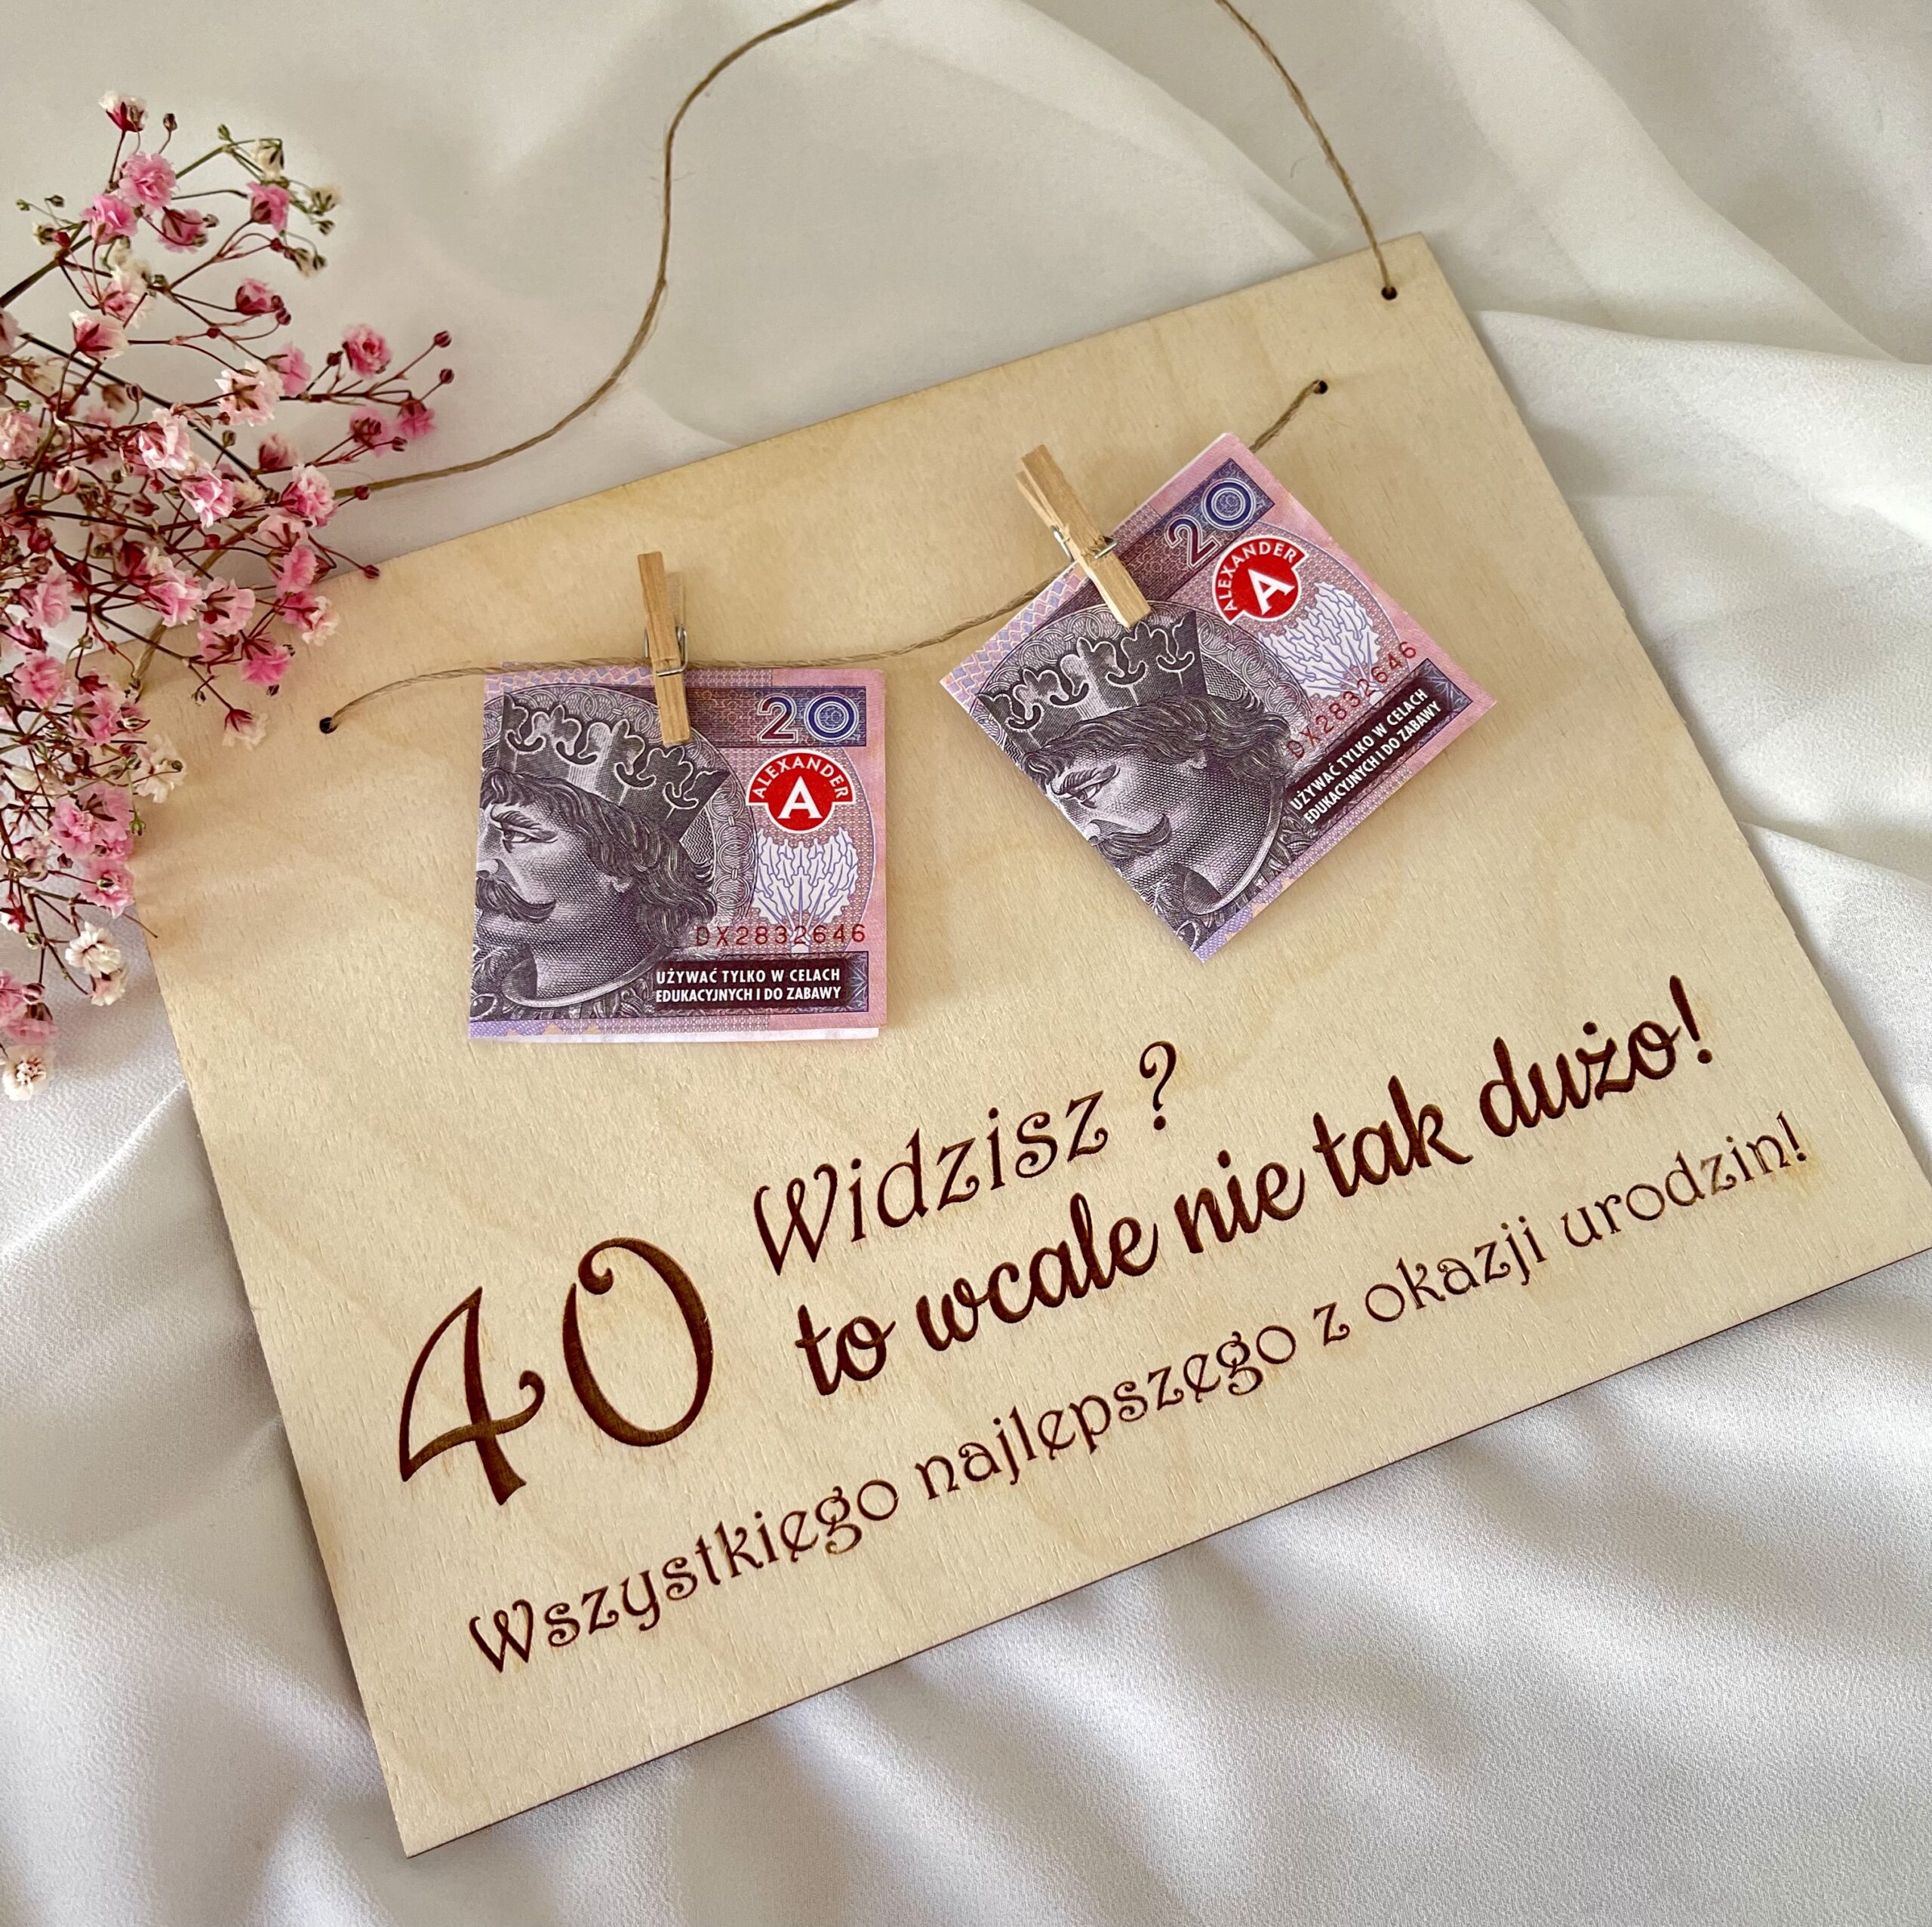 20
ALEXANDER
A
DX2832646
UŻYWAĆ TYLKO W CELACH
EDUKACYJNYCH I DO ZABAWY
20
ALEXANDER
A
DX2832646
UŻYWAĆ TYLKO W CELACH
EDUKACYJNYCH I DO ZABAWY
Widzisz ?
40 to wcale nie tak dużo!
Wszystkiego najlepszego z okazji urodzin!